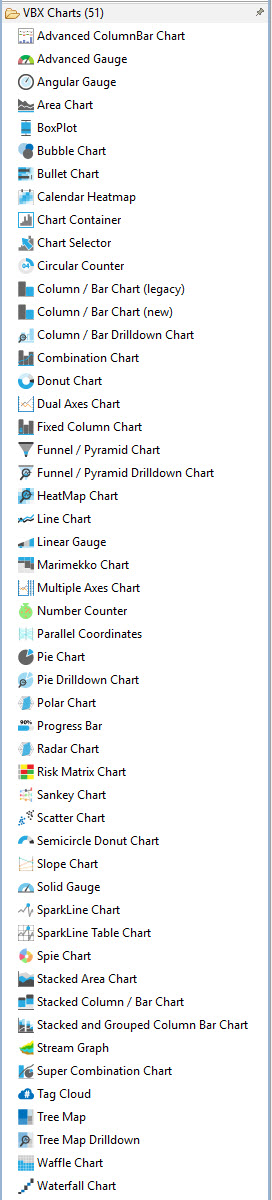 VBX Charts (51)
Advanced ColumnBar Chart
Advanced Gauge
Angular Gauge
Area Chart
BoxPlot
Bubble Chart
Bullet Chart
Calendar Heatmap
Chart Container
Chart Selector
Circular Counter
Column / Bar Chart (legacy)
Column / Bar Chart (new)
Column / Bar Drilldown Chart
Combination Chart
Donut Chart
Dual Axes Chart
Fixed Column Chart
Funnel / Pyramid Chart
Funnel / Pyramid Drilldown Chart
HeatMap Chart
Line Chart
Linear Gauge
Marimekko Chart
Multiple Axes Chart
Number Counter
Parallel Coordinates
Pie Chart
Pie Drilldown Chart
Polar Chart
90% Progress Bar
Radar Chart
Risk Matrix Chart
Sankey Chart
Scatter Chart
Semicircle Donut Chart
Slope Chart
Solid Gauge
SparkLine Chart
SparkLine Table Chart
Spie Chart
Stacked Area Chart
Stacked Column / Bar Chart
Stacked and Grouped Column Bar Chart
Stream Graph
Super Combination Chart
Tag Cloud
Tree Map
Tree Map Drilldown
Waffle Chart
Waterfall Chart